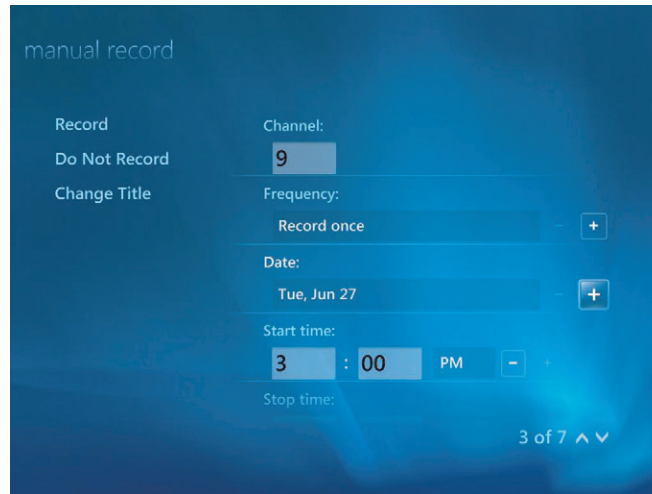 manual record
Record
Do Not Record
Change Title
Channel:
9
Frequency:
Record once
- +
Date:
Tue, Jun 27
- +
Start time:
3 : 00 PM - +
Stop time:
3 of 7